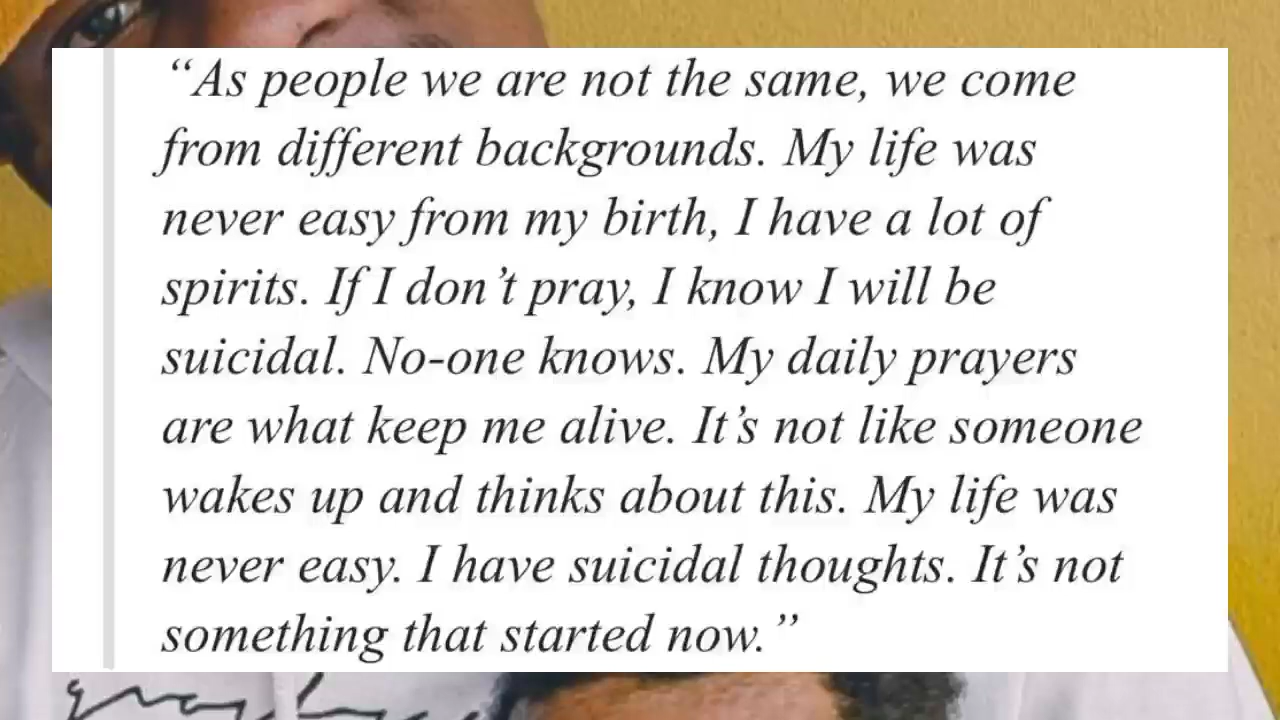 “As people we are not the same, we come
from different backgrounds. My life was
never easy from my birth, I have a lot of
spirits. If I don’t pray, I know I will be
suicidal. No-one knows. My daily prayers
are what keep me alive. It’s not like someone
wakes up and thinks about this. My life was
never easy. I have suicidal thoughts. It’s not
something that started now.”